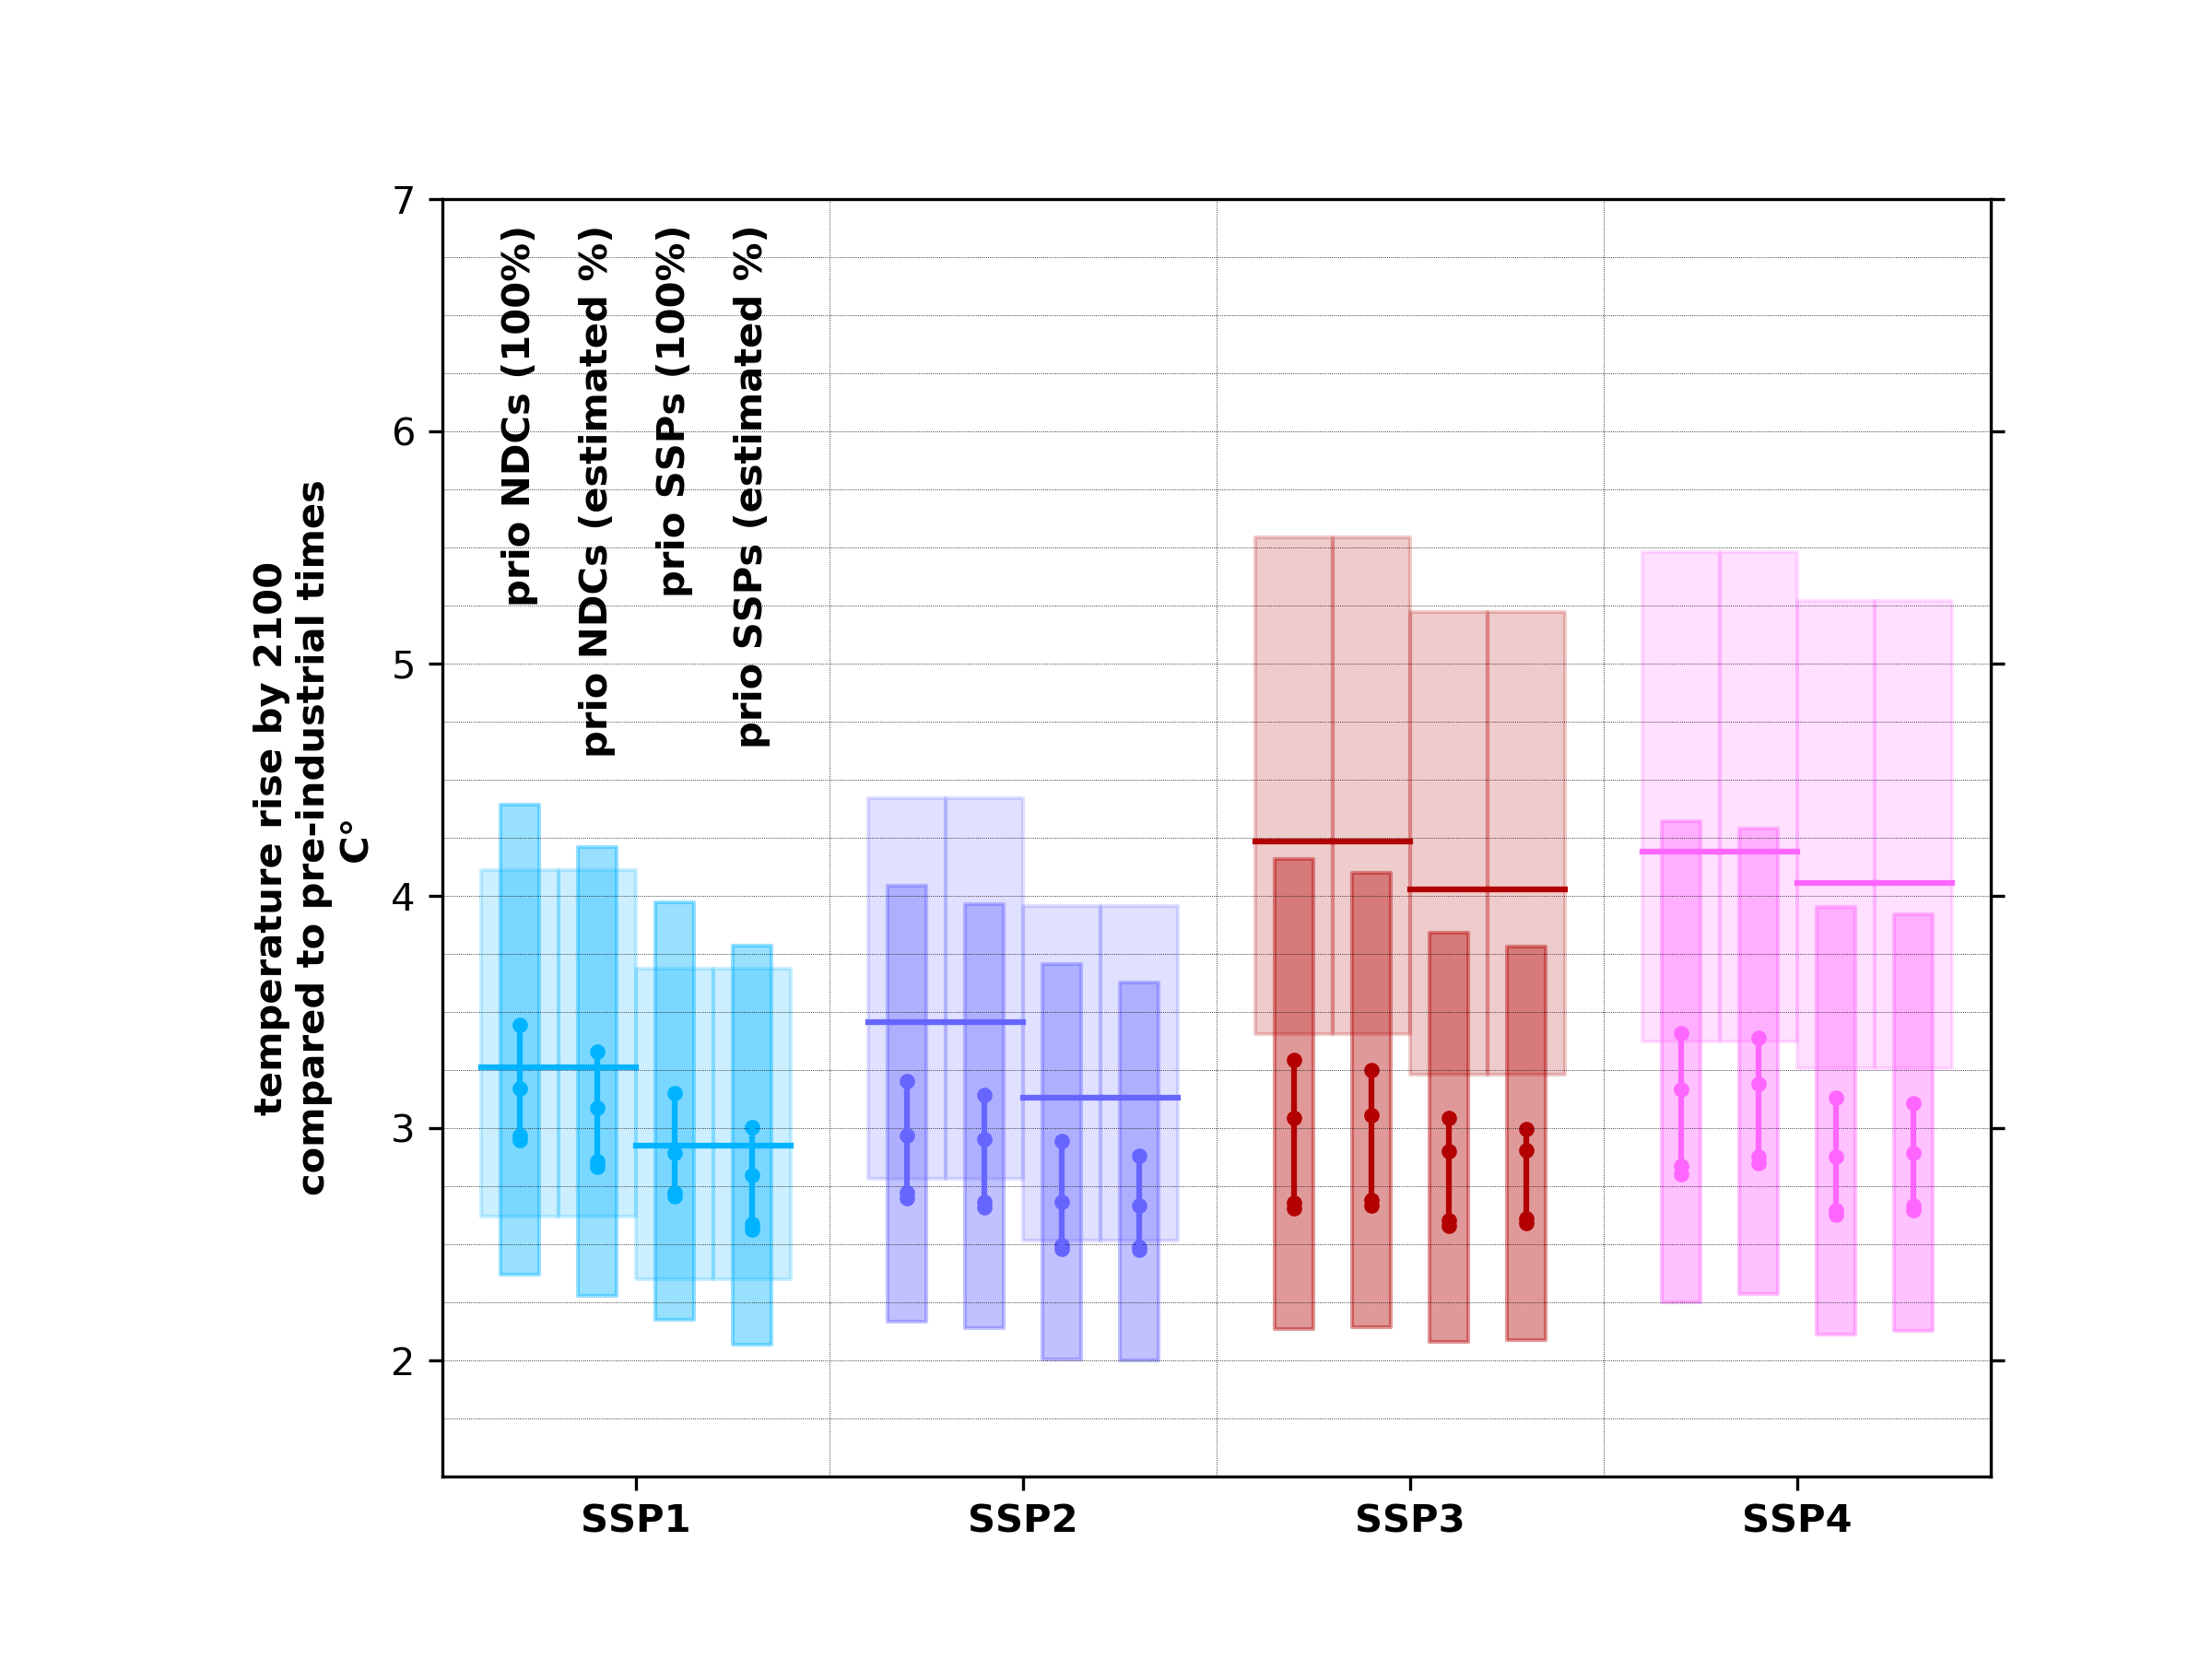 temperature rise by 2100
compared to pre-industrial times
C°
7
6
5
4
3
2
prio NDCs (100%)
prio NDCs (estimated %)
prio SSPs (100%)
prio SSPs (estimated %)
SSP1
SSP2
SSP3
SSP4